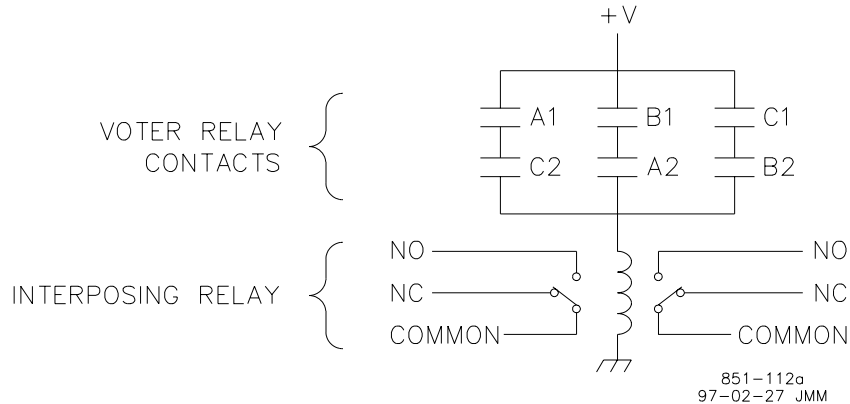 +V
VOTER RELAY
CONTACTS
A1
B1
C1
C2
A2
B2
INTERPOSING RELAY
NO
NO
NC
NC
COMMON
COMMON
851-112a
97-02-27 JMM